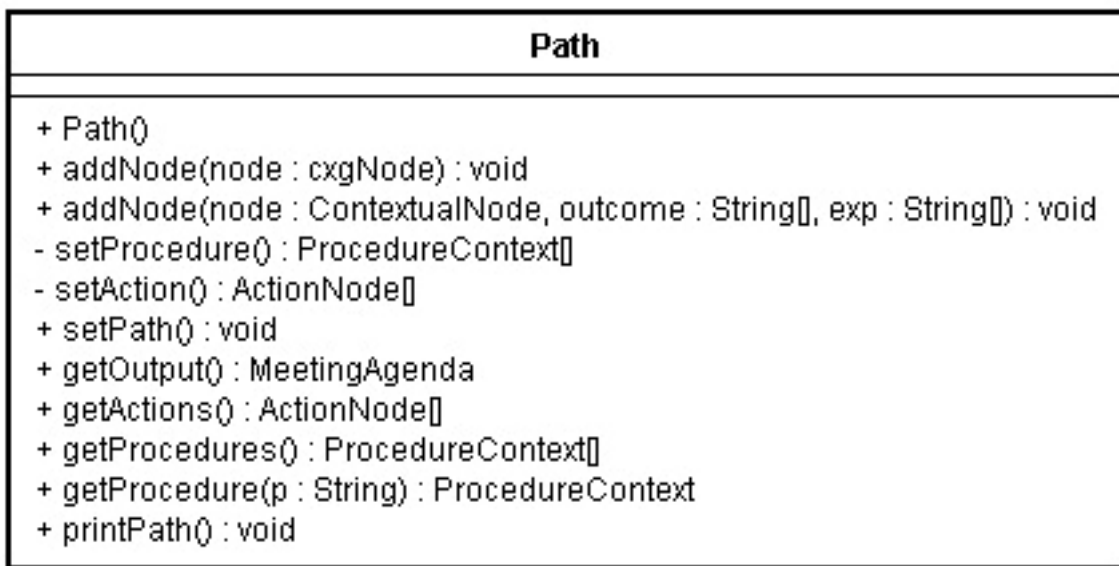 Path
+ Path()
+ addNode(node : cxgNode) : void
+ addNode(node : ContextualNode, outcome : String[], exp : String[]) : void
- setProcedure() : ProcedureContext[]
- setAction() : ActionNode[]
+ setPath() : void
+ getOutput() : MeetingAgenda
+ getActions() : ActionNode[]
+ getProcedures() : ProcedureContext[]
+ getProcedure(p : String) : ProcedureContext
+ printPath() : void